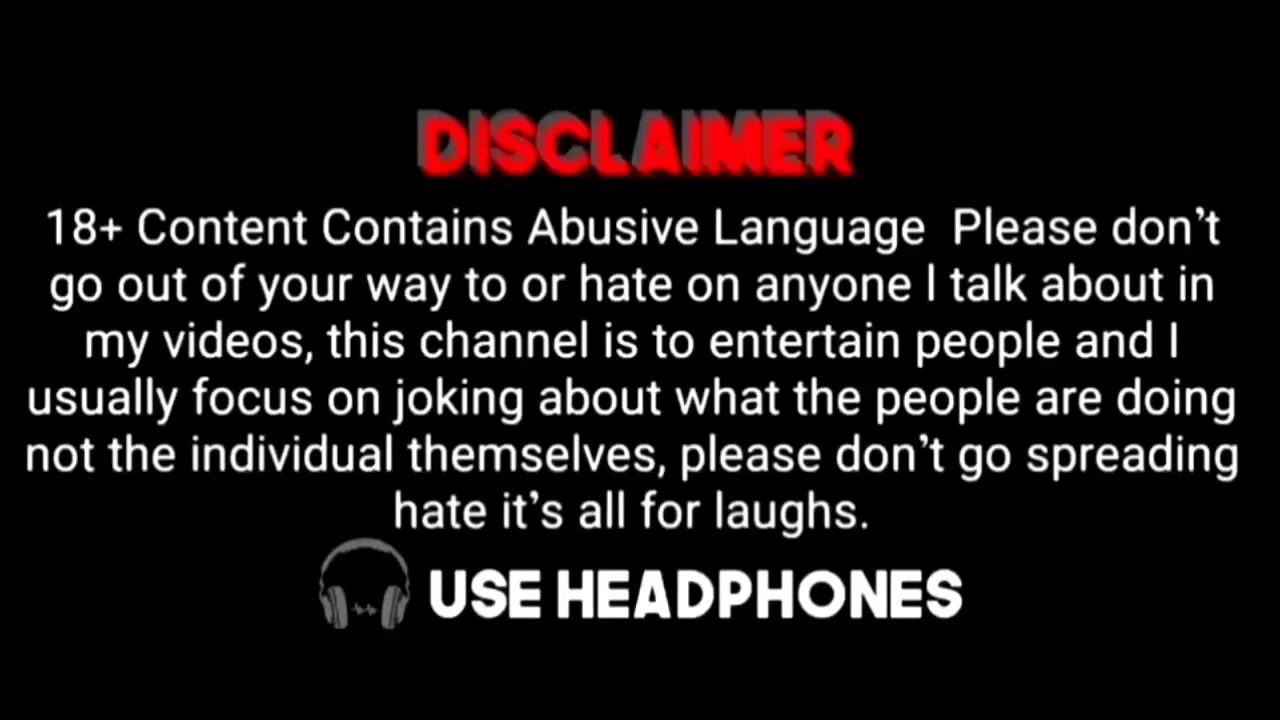 DISCLAIMER
18+ Content Contains Abusive Language  Please don’t
go out of your way to or hate on anyone I talk about in
my videos, this channel is to entertain people and I
usually focus on joking about what the people are doing
not the individual themselves, please don’t go spreading
hate it’s all for laughs.
USE HEADPHONES